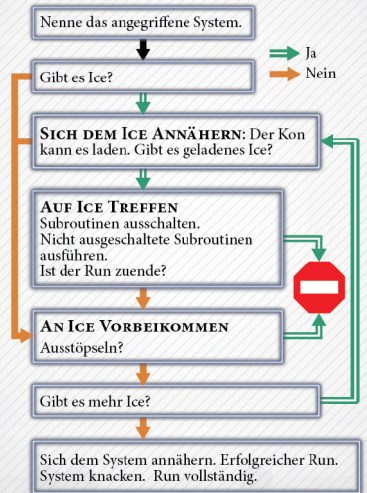 Nenne das angegriffene System.
Ja
Nein
Gibt es Ice?
SICH DEM ICE ANNÄHERN: Der Kon
kann es laden. Gibt es geladenes Ice?
AUF ICE TREFFEN
Subroutinen ausschalten.
Nicht ausgeschaltete Subroutinen
ausführen.
Ist der Run zuende?
AN ICE VORBEIKOMMEN
Ausstöpseln?
Gibt es mehr Ice?
Sich dem System annähern. Erfolgreicher Run.
System knacken. Run vollständig.